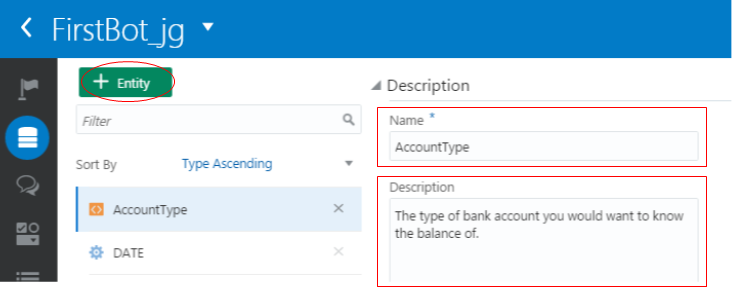 FirstBot_jg
+ Entity
Filter
Sort By Type Ascending
AccountType
DATE
Description
Name *
AccountType
Description
The type of bank account you would want to know
the balance of.